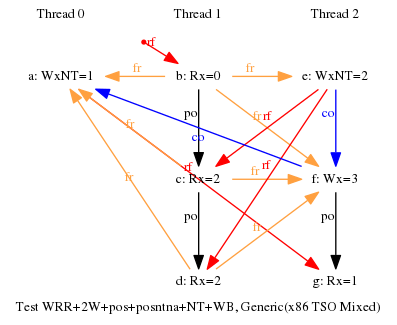 Thread 0 Thread 1 Thread 2
rf
a: WxNT=1 fr b: Rx=0 fr e: WxNT=2
po fr rf co
fr co
c: Rx=2 fr f: Wx=3
rf rf
fr po fr po
d: Rx=2 g: Rx=1
Test WRR+2W+pos+posntna+NT+WB, Generic(x86 TSO Mixed)